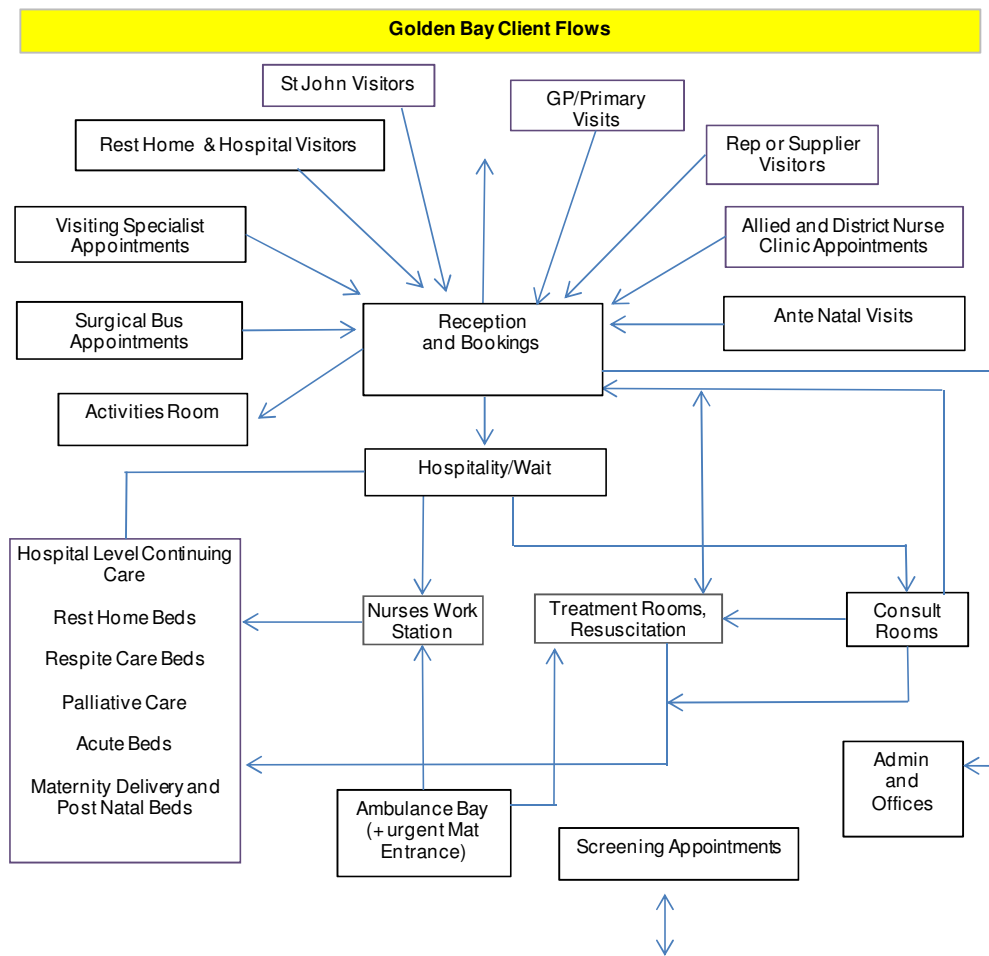 Golden Bay Client Flows
St John Visitors
GP/Primary
Visits
Rest Home & Hospital Visitors
Rep or Supplier
Visitors
Visiting Specialist
Appointments
Allied and District Nurse
Clinic Appointments
Surgical Bus
Appointments
Reception
and Bookings
Ante Natal Visits
Activities Room
Hospitality/Wait
Hospital Level Continuing
Care
Rest Home Beds
Respite Care Beds
Palliative Care
Acute Beds
Maternity Delivery and
Post Natal Beds
Nurses Work
Station
Treatment Rooms,
Resuscitation
Consult
Rooms
Ambulance Bay
(+ urgent Mat
Entrance)
Screening Appointments
Admin
and
Offices